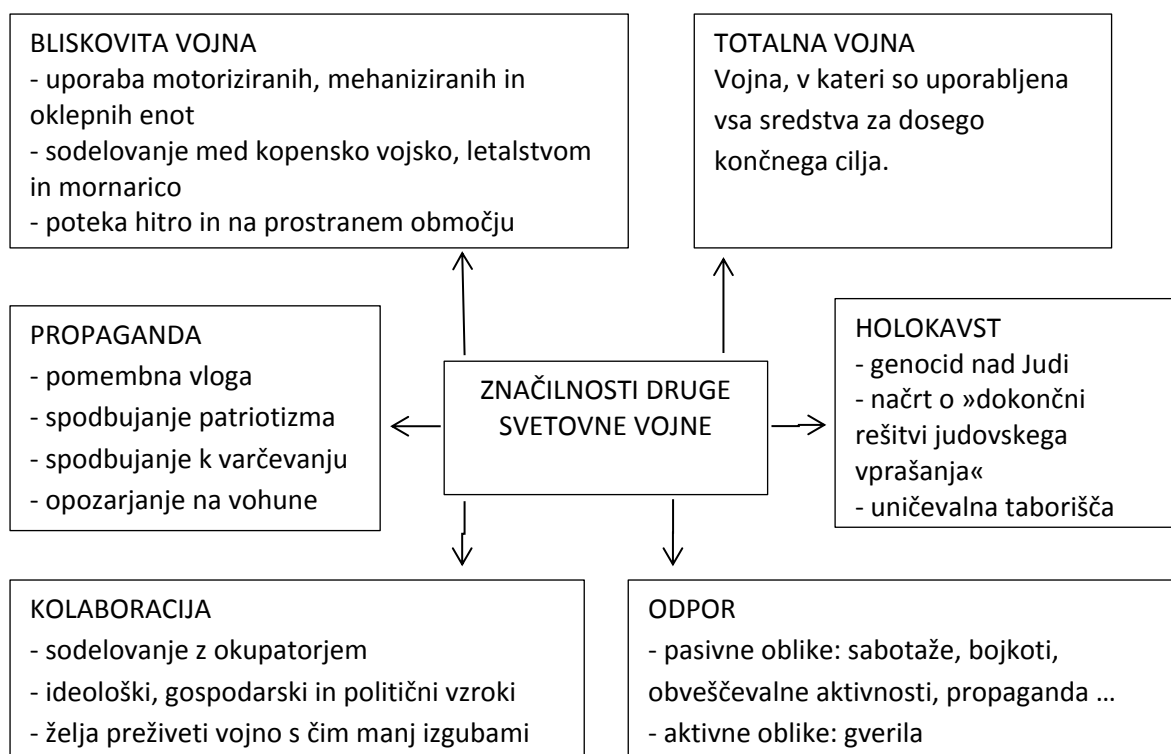 BLISKOVITA VOJNA
- uporaba motoriziranih, mehaniziranih in
oklepnih enot
- sodelovanje med kopensko vojsko, letalstvom
in mornarico
- poteka hitro in na prostranem območju
TOTALNA VOJNA
Vojna, v kateri so uporabljena
vsa sredstva za dosego
končnega cilja.
PROPAGANDA
- pomembna vloga
- spodbujanje patriotizma
- spodbujanje k varčevanju
- opozarjanje na vohune
ZNAČILNOSTI DRUGE
SVETOVNE VOJNE
HOLOKAVST
- genocid nad Judi
- načrt o »dokončni
rešitvi judovskega
vprašanja«
- uničevalna taborišča
KOLABORACIJA
- sodelovanje z okupatorjem
- ideološki, gospodarski in politični vzroki
- želja preživeti vojno s čim manj izgubami
ODPOR
- pasivne oblike: sabotaže, bojkoti,
obveščevalne aktivnosti, propaganda …
- aktivne oblike: gverila